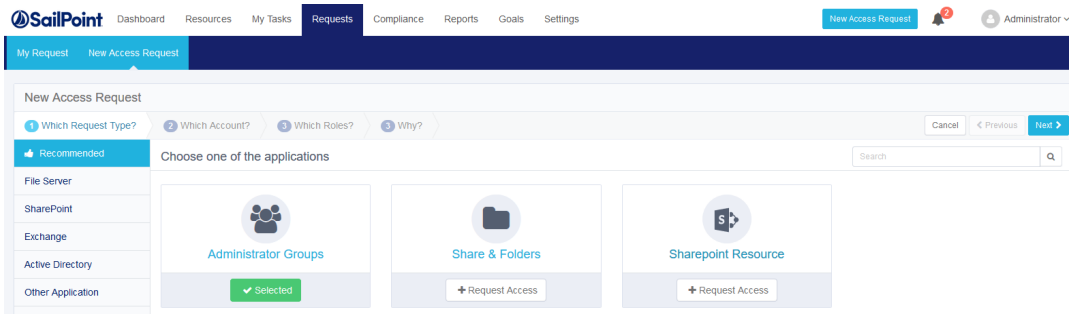 SailPoint Dashboard Resources My Tasks Requests Compliance Reports Goals Settings New Access Request 2 Administrator
My Request New Access Request
New Access Request
1 Which Request Type? 2 Which Account? 3 Which Roles? 3 Why? Cancel Previous Next
Recommended Choose one of the applications Search
File Server
SharePoint
Exchange
Active Directory
Other Application
Administrator Groups Share & Folders Sharepoint Resource
Selected + Request Access + Request Access